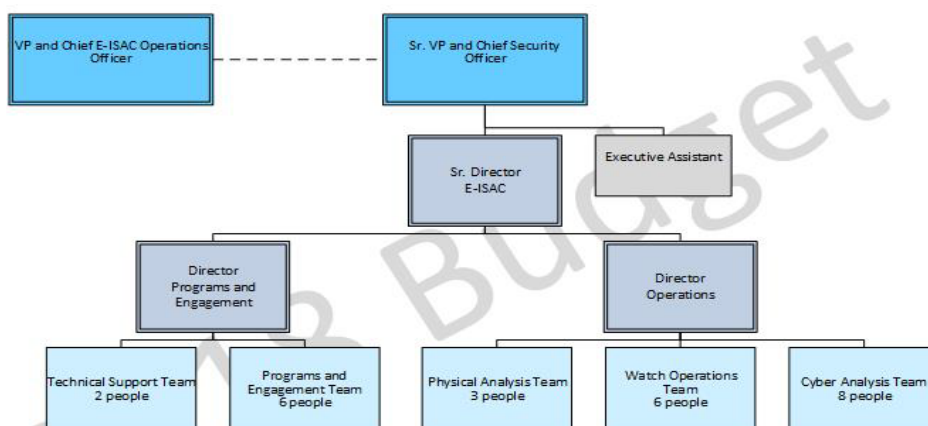 VP and Chief E-ISAC Operations
Officer
Sr. VP and Chief Security
Officer
Executive Assistant
Sr. Director
E-ISAC
Director
Programs and
Engagement
Director
Operations
Technical Support Team
2 people
Programs and
Engagement Team
6 people
Physical Analysis Team
3 people
Watch Operations
Team
6 people
Cyber Analysis Team
8 people
Budget